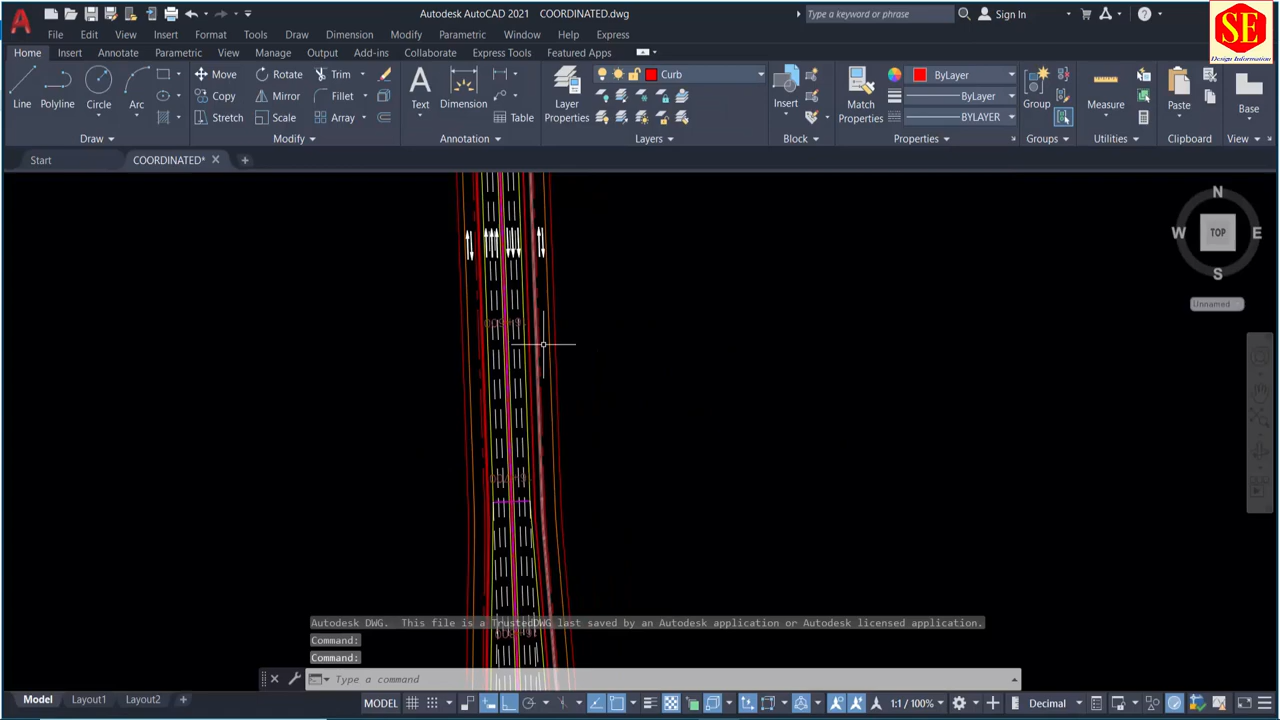 Autodesk AutoCAD 2021 COORDINATED.dwg
Type a keyword or phrase
Sign In
SE
Design Information
File Edit View Insert Format Tools Draw Dimension Modify Parametric Window Help Express
Home Insert Annotate Parametric View Manage Output Add-ins Collaborate Express Tools Featured Apps
Line
Polyline
Circle
Arc
Move
Rotate
Trim
Copy
Mirror
Fillet
Stretch
Scale
Array
Text
Dimension
Table
Layer
Properties
Curb
Insert
Match
Properties
ByLayer
ByLayer
BYLAYER
Group
Measure
Paste
Base
Draw
Modify
Annotation
Layers
Block
Properties
Groups
Utilities
Clipboard
View
Start
COORDINATED*
N
W
TOP
E
S
Unnamed
Autodesk DWG. This file is a TrustedDWG last saved by an Autodesk application or Autodesk licensed application.
Command:
Command:
Type a command
Model
Layout1
Layout2
MODEL
1:1 / 100%
Decimal